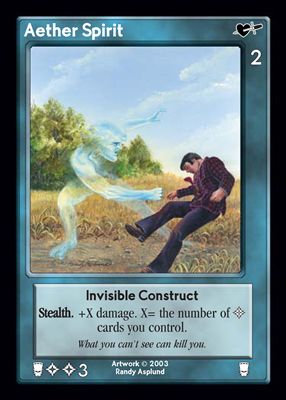 Aether Spirit
2
Invisible Construct
Stealth. +X damage. X= the number of
cards you control.
What you can't see can kill you.
3
Artwork © 2003
Randy Asplund